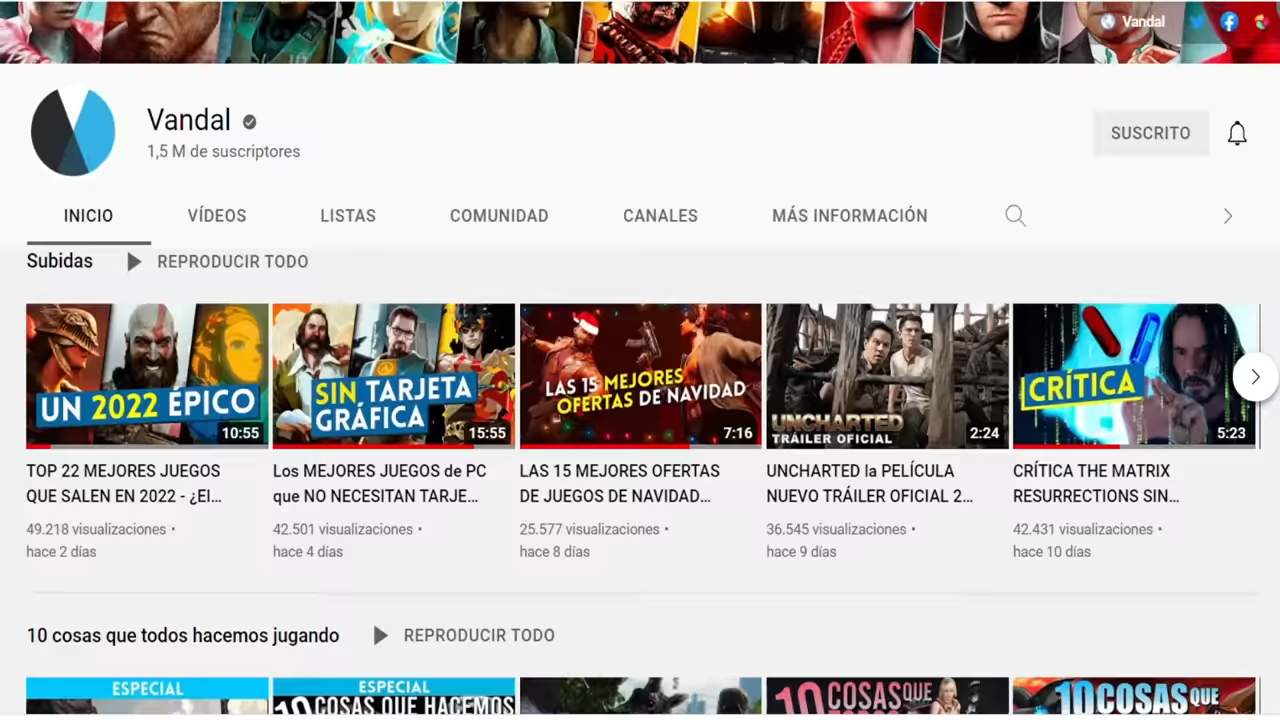 Vandal
Vandal
1,5 M de suscriptores
SUSCRITO
INICIO
VÍDEOS
LISTAS
COMUNIDAD
CANALES
MÁS INFORMACIÓN
Subidas
REPRODUCIR TODO
UN 2022 ÉPICO
10:55
TOP 22 MEJORES JUEGOS
QUE SALEN EN 2022 - ¿El...
49.218 visualizaciones •
hace 2 días
SIN TARJETA
GRÁFICA
15:55
Los MEJORES JUEGOS de PC
que NO NECESITAN TARJE...
42.501 visualizaciones •
hace 4 días
LAS 15 MEJORES
OFERTAS DE NAVIDAD
7:16
LAS 15 MEJORES OFERTAS
DE JUEGOS DE NAVIDAD...
25.577 visualizaciones •
hace 8 días
UNCHARTED
TRÁILER OFICIAL
2:24
UNCHARTED la PELÍCULA
NUEVO TRÁILER OFICIAL 2...
36.545 visualizaciones •
hace 9 días
CRÍTICA
5:23
CRÍTICA THE MATRIX
RESURRECTIONS SIN...
42.431 visualizaciones •
hace 10 días
10 cosas que todos hacemos jugando
REPRODUCIR TODO
ESPECIAL
ESPECIAL
10 COSAS QUE HACEMOS
10 COSAS QUE
10 COSAS QUE